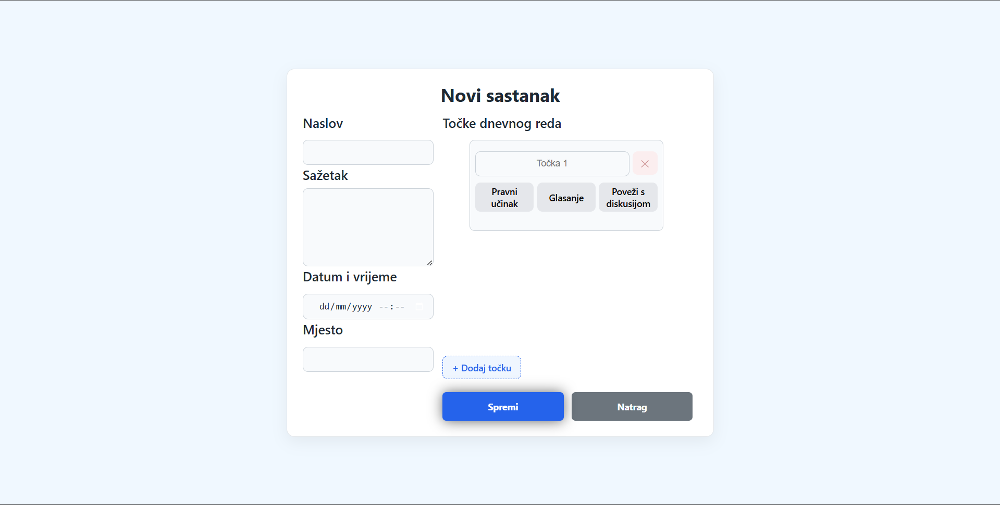 Novi sastanak
Naslov
Sažetak
Datum i vrijeme
dd/mm/yyyy --:--
Mjesto
Točke dnevnog reda
Točka 1
Pravni
učinak
Glasanje
Poveži s
diskusijom
+ Dodaj točku
Spremi
Natrag